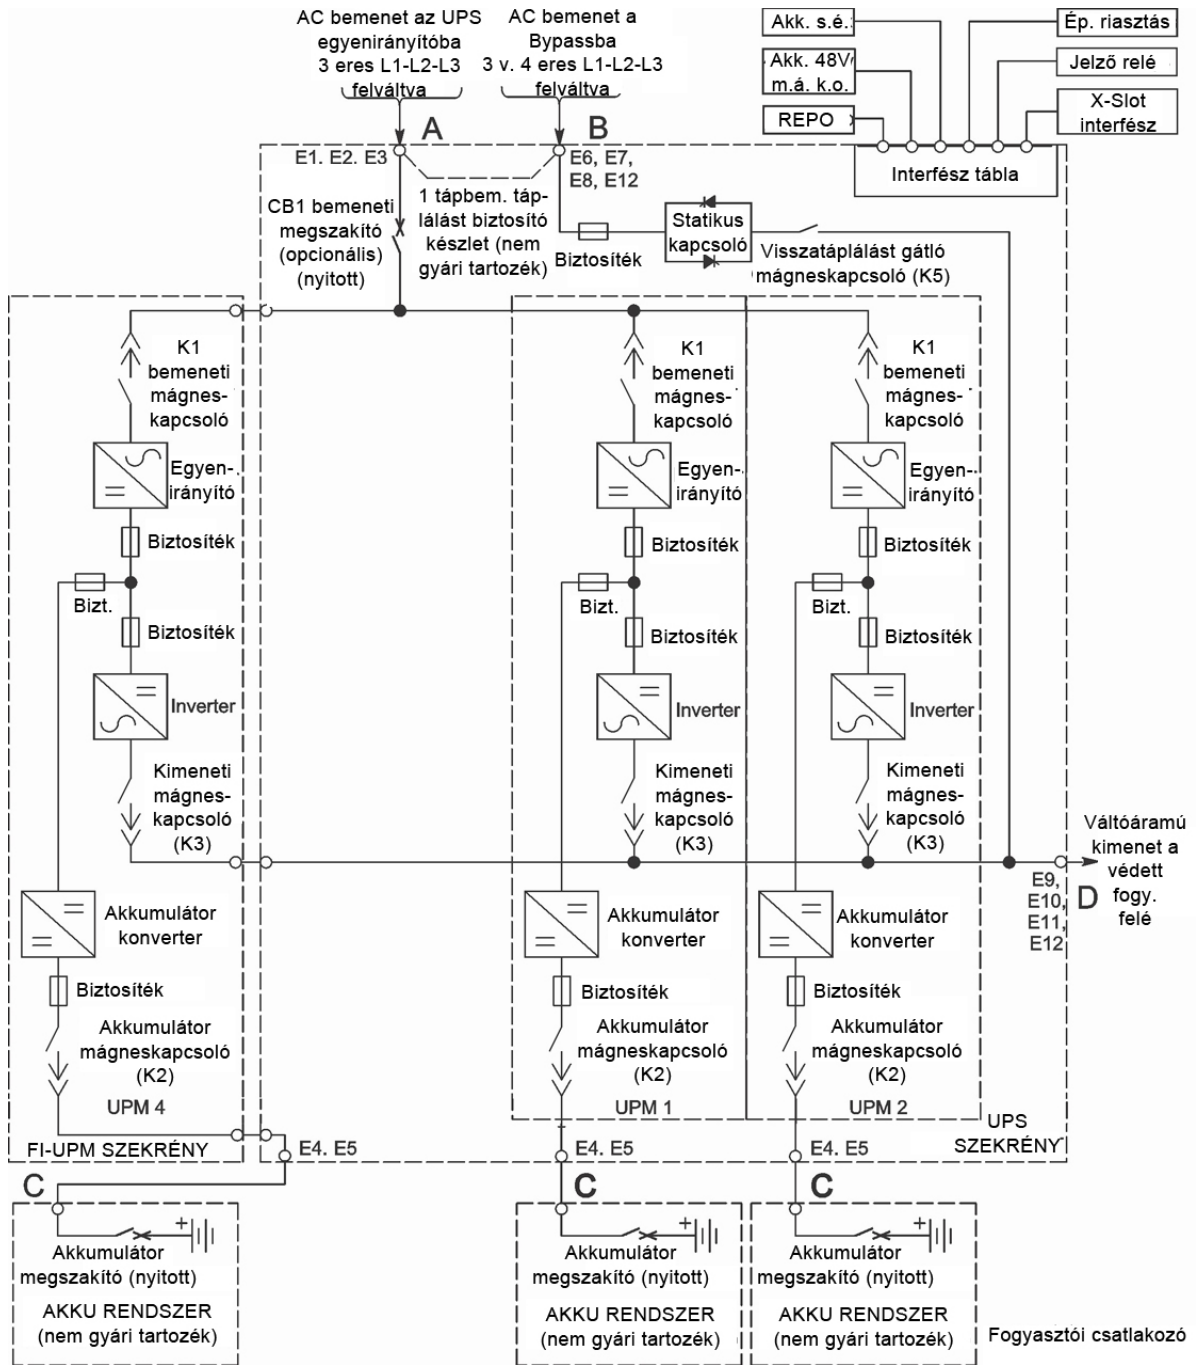 AC bemenet az UPS
egyenirányítóba
3 eres L1-L2-L3
felváltva
AC bemenet a
Bypassba
3 v. 4 eres L1-L2-L3
felváltva
Akk. s.é.
Akk. 48V
m.á. k.o.
REPO
Ép. riasztás
Jelző relé
X-Slot
interfész
Interfész tábla
A
B
E1. E2. E3
E6, E7,
E8, E12
CB1 bemeneti
megszakító
(opcionális)
(nyitott)
1 tápbem. táp-
lálást biztosító
készlet (nem
gyári tartozék)
Biztosíték
Statikus
kapcsoló
Visszatáplálást gátló
mágneskapcsoló (K5)
K1
bemeneti
mágnes-
kapcsoló
Egyen-
irányító
Biztosíték
Bizt.
Biztosíték
Inverter
Kimeneti
mágnes-
kapcsoló
(K3)
Akkumulátor
konverter
Biztosíték
Akkumulátor
mágneskapcsoló
(K2)
UPM 4
FI-UPM SZEKRÉNY
K1
bemeneti
mágnes-
kapcsoló
Egyen-
irányító
Biztosíték
Bizt.
Biztosíték
Inverter
Kimeneti
mágnes-
kapcsoló
(K3)
Akkumulátor
konverter
Biztosíték
Akkumulátor
mágneskapcsoló
(K2)
UPM 1
K1
bemeneti
mágnes-
kapcsoló
Egyen-
irányító
Biztosíték
Bizt.
Biztosíték
Inverter
Kimeneti
mágnes-
kapcsoló
(K3)
Akkumulátor
konverter
Biztosíték
Akkumulátor
mágneskapcsoló
(K2)
UPM 2
UPS
SZEKRÉNY
E9,
E10,
E11,
E12
D
Váltóáramú
kimenet a
védett
fogy.
felé
E4. E5
E4. E5
E4. E5
C
C
C
+
Akkumulátor
megszakító (nyitott)
AKKU RENDSZER
(nem gyári tartozék)
+
Akkumulátor
megszakító (nyitott)
AKKU RENDSZER
(nem gyári tartozék)
+
Akkumulátor
megszakító (nyitott)
AKKU RENDSZER
(nem gyári tartozék)
Fogyasztói csatlakozó